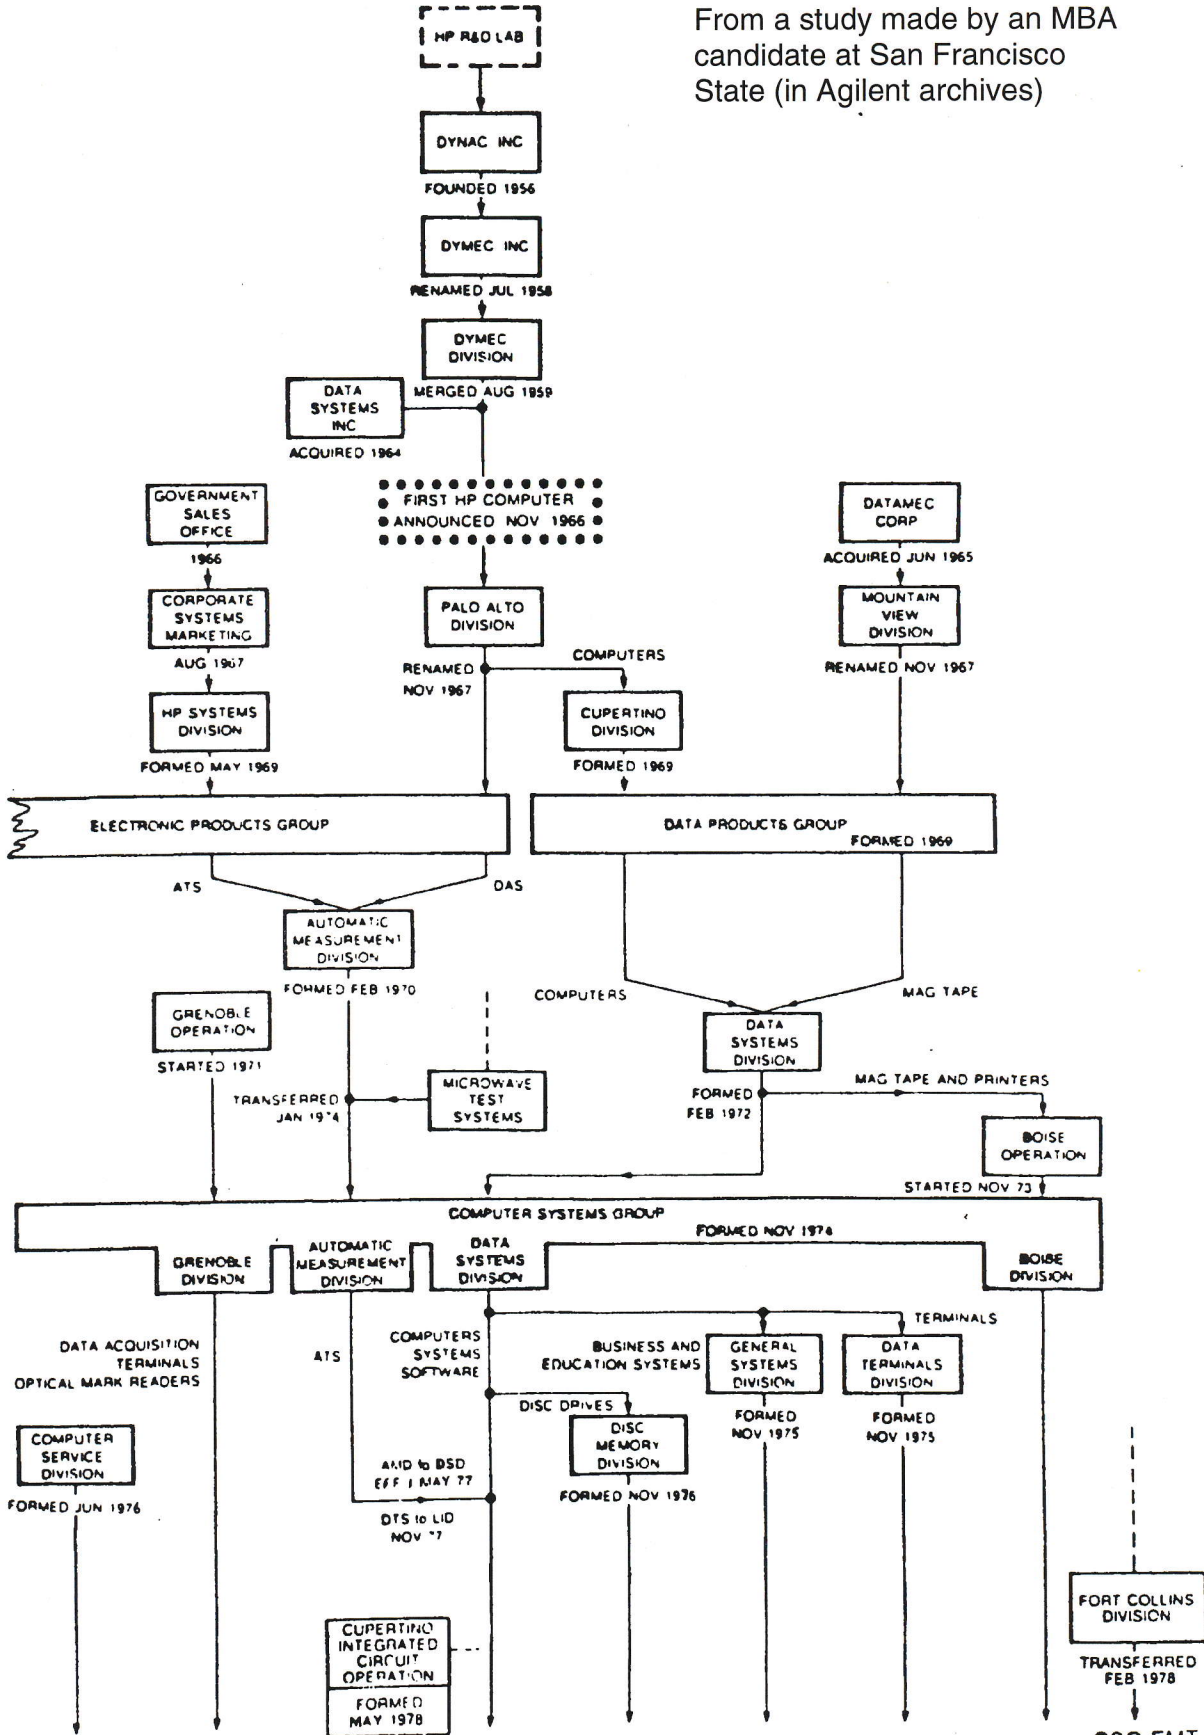 From a study made by an MBA
candidate at San Francisco
State (in Agilent archives)
HP R&D LAB
DYNAC INC
FOUNDED 1956
DYMEC INC
RENAMED JUL 1958
DYMEC
DIVISION
MERGED AUG 1959
DATA
SYSTEMS
INC
ACQUIRED 1964
GOVERNMENT
SALES
OFFICE
1966
FIRST HP COMPUTER
ANNOUNCED NOV 1966
DATAMEC
CORP
ACQUIRED JUN 1965
CORPORATE
SYSTEMS
MARKETING
AUG 1967
PALO ALTO
DIVISION
RENAMED
NOV 1967
COMPUTERS
MOUNTAIN
VIEW
DIVISION
RENAMED NOV 1967
HP SYSTEMS
DIVISION
FORMED MAY 1969
CUPERTINO
DIVISION
FORMED 1969
ELECTRONIC PRODUCTS GROUP
DATA PRODUCTS GROUP
FORMED 1969
ATS
DAS
AUTOMATIC
MEASUREMENT
DIVISION
FORMED FEB 1970
COMPUTERS
MAG TAPE
GRENOBLE
OPERATION
STARTED 1971
DATA
SYSTEMS
DIVISION
FORMED
FEB 1972
MAG TAPE AND PRINTERS
TRANSFERRED
JAN 1974
MICROWAVE
TEST
SYSTEMS
BOISE
OPERATION
STARTED NOV 73
COMPUTER SYSTEMS GROUP
FORMED NOV 1974
GRENOBLE
DIVISION
AUTOMATIC
MEASUREMENT
DIVISION
DATA
SYSTEMS
DIVISION
BOISE
DIVISION
DATA ACQUISITION
TERMINALS
OPTICAL MARK READERS
ATS
COMPUTERS
SYSTEMS
SOFTWARE
BUSINESS AND
EDUCATION SYSTEMS
GENERAL
SYSTEMS
DIVISION
FORMED
NOV 1975
TERMINALS
DATA
TERMINALS
DIVISION
FORMED
NOV 1975
DISC DRIVES
DISC
MEMORY
DIVISION
FORMED NOV 1976
COMPUTER
SERVICE
DIVISION
FORMED JUN 1976
AMD to DSD
EFF 1 MAY 77
DTS to LID
NOV 77
CUPERTINO
INTEGRATED
CIRCUIT
OPERATION
FORMED
MAY 1978
FORT COLLINS
DIVISION
TRANSFERRED
FEB 1978